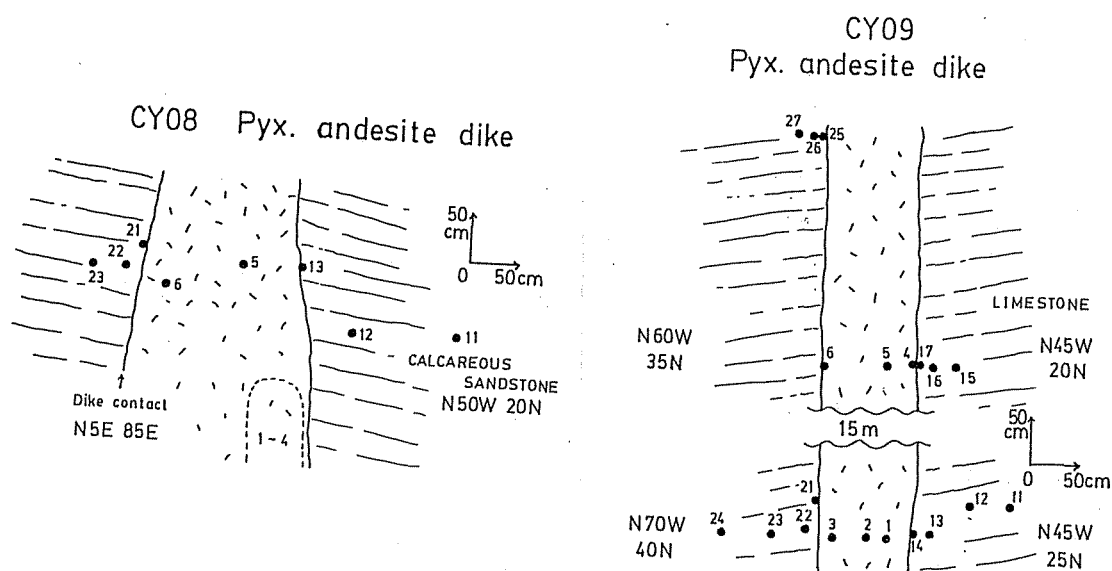 CY08 Pyx. andesite dike
21
22
23
6
5
13
12
11
50
cm
0 50cm
CALCAREOUS
SANDSTONE
N50W 20N
Dike contact
N5E 85E
1-4
CY09
Pyx. andesite dike
27
26
25
LIMESTONE
N60W
35N
N45W
20N
6 5 4 17
16 15
15m
50
cm
0 50cm
21
24 23 22
3 2 1
14 13
12 11
N70W
40N
N45W
25N